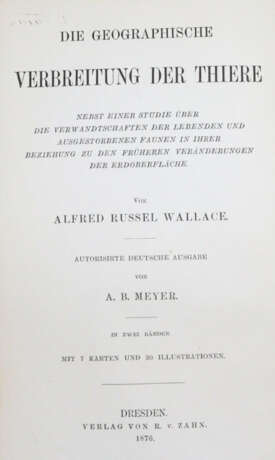 DIE GEOGRAPHISCHE
VERBREITUNG DER THIERE
NEBST EINER STUDIE ÜBER
DIE VERWANDTSCHAFTEN DER LEBENDEN UND
AUSGESTORBENEN FAUNEN IN IHRER
BEZIEHUNG ZU DEN FRÜHEREN VERÄNDERUNGEN
DER ERDOBERFLÄCHE.
VON
ALFRED RUSSEL WALLACE.
AUTORISIRTE DEUTSCHE AUSGABE
VON
A. B. MEYER.
IN ZWEI BÄNDEN.
MIT 7 KARTEN UND 20 ILLUSTRATIONEN.
DRESDEN.
VERLAG VON R. v. ZAHN.
1876.